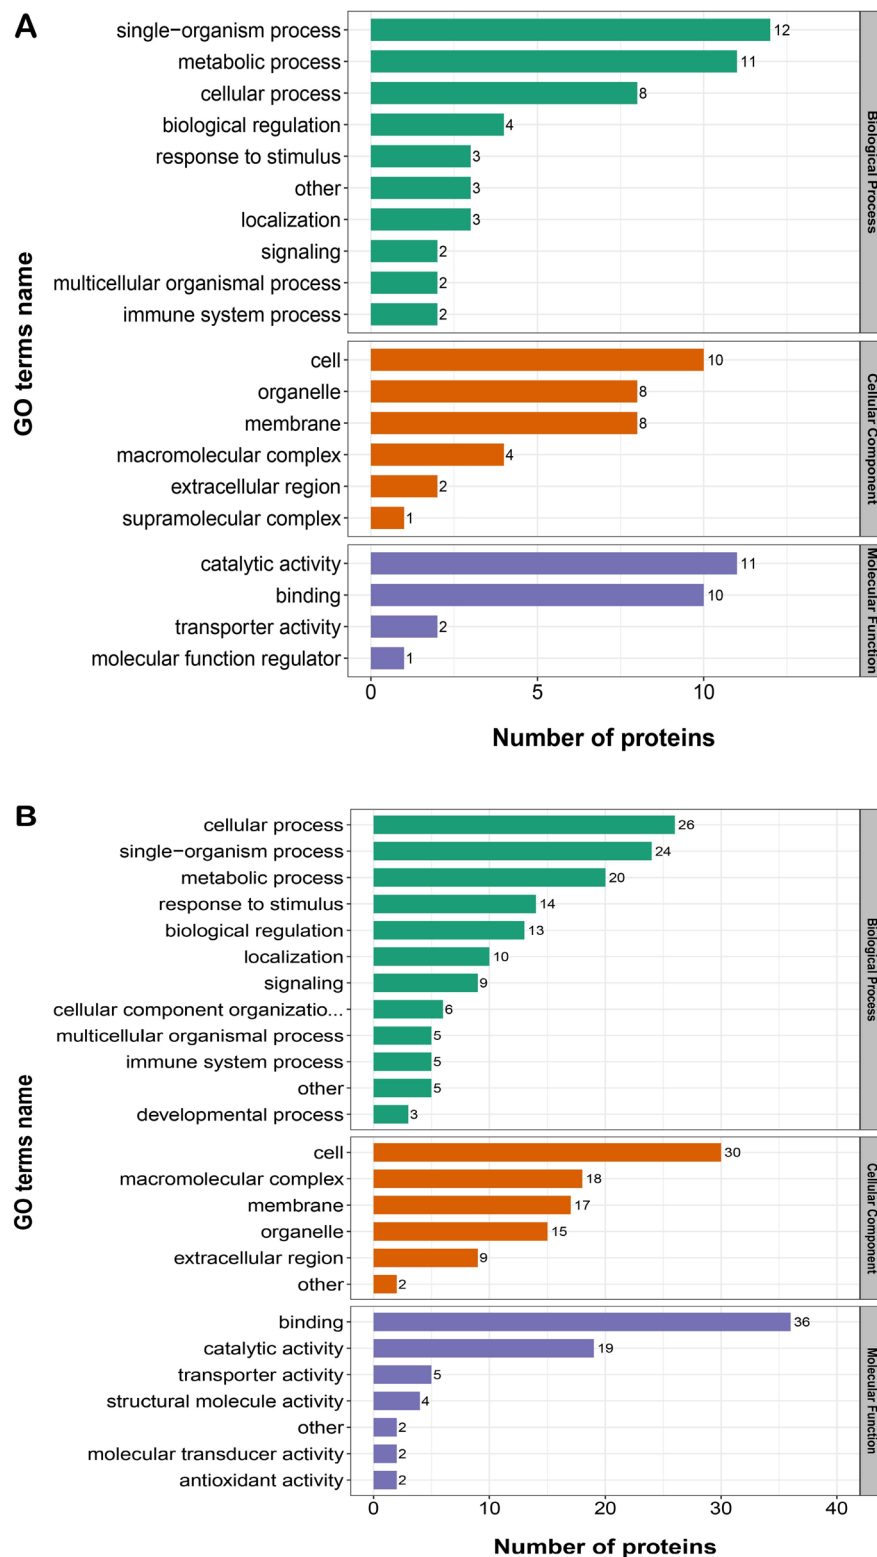 A
single−organism process 12
metabolic process 11
cellular process 8
biological regulation 4
response to stimulus 3
other 3
localization 3
signaling 2
multicellular organismal process 2
immune system process 2
Biological Process
cell 10
organelle 8
membrane 8
macromolecular complex 4
extracellular region 2
supramolecular complex 1
Cellular Component
catalytic activity 11
binding 10
transporter activity 2
molecular function regulator 1
Molecular Function
0 5 10
Number of proteins
GO terms name
B
cellular process 26
single−organism process 24
metabolic process 20
response to stimulus 14
biological regulation 13
localization 10
signaling 9
cellular component organizatio... 6
multicellular organismal process 5
immune system process 5
other 5
developmental process 3
Biological Process
cell 30
macromolecular complex 18
membrane 17
organelle 15
extracellular region 9
other 2
Cellular Component
binding 36
catalytic activity 19
transporter activity 5
structural molecule activity 4
other 2
molecular transducer activity 2
antioxidant activity 2
Molecular Function
0 10 20 30 40
Number of proteins
GO terms name